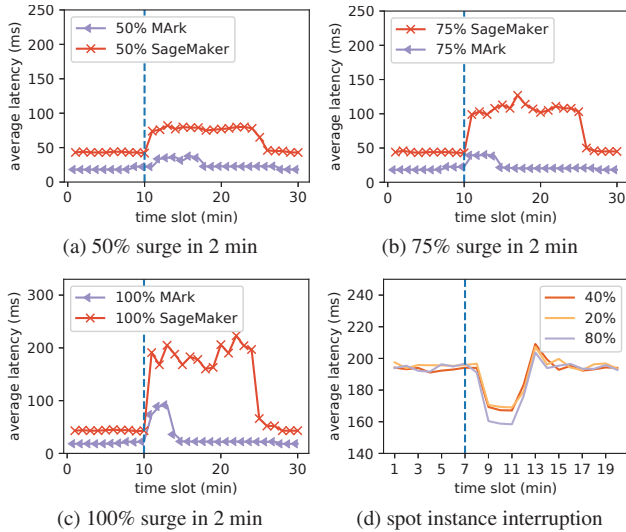 250
200
150
100
50
0
average latency (ms)
50% MArk
50% SageMaker
0 10 20 30
time slot (min)
(a) 50% surge in 2 min
250
200
150
100
50
0
average latency (ms)
75% SageMaker
75% MArk
0 10 20 30
time slot (min)
(b) 75% surge in 2 min
300
200
100
0
average latency (ms)
100% MArk
100% SageMaker
0 10 20 30
time slot (min)
(c) 100% surge in 2 min
240
220
200
180
160
140
average latency (ms)
40%
20%
80%
1 3 5 7 9 11 13 15 17 19
time slot (min)
(d) spot instance interruption